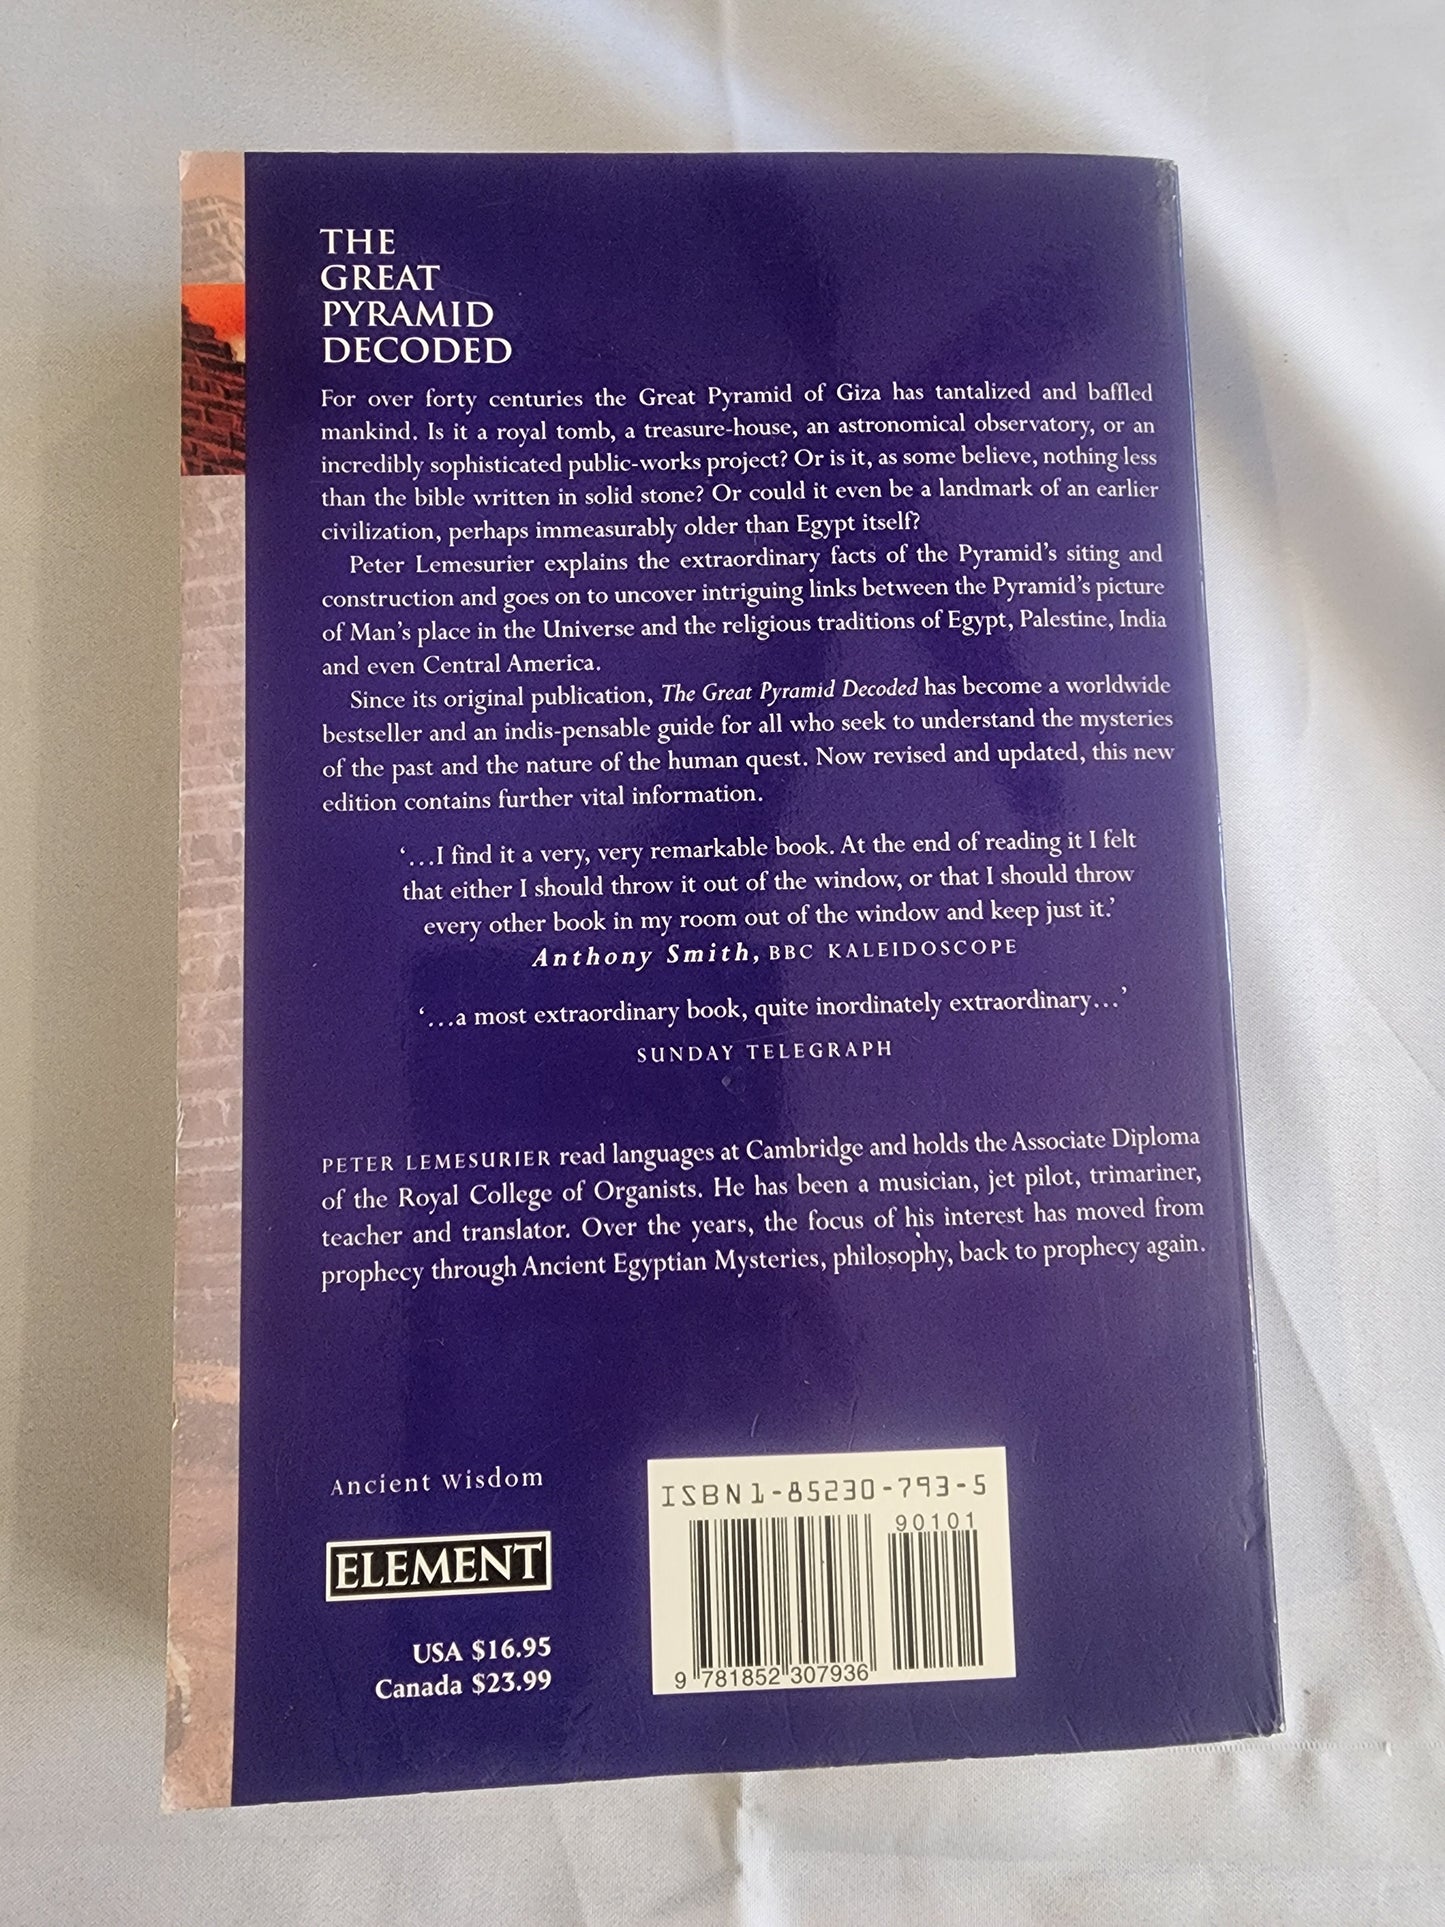 THE
GREAT
PYRAMID
DECODED
For over forty centuries the Great Pyramid of Giza has tantalized and baffled
mankind. Is it a royal tomb, a treasure-house, an astronomical observatory, or an
incredibly sophisticated public-works project? Or is it, as some believe, nothing less
than the bible written in solid stone? Or could it even be a landmark of an earlier
civilization, perhaps immeasurably older than Egypt itself?
Peter Lemesurier explains the extraordinary facts of the Pyramid's siting and
construction and goes on to uncover intriguing links between the Pyramid's picture
of Man's place in the Universe and the religious traditions of Egypt, Palestine, India
and even Central America.
Since its original publication, The Great Pyramid Decoded has become a worldwide
bestseller and an indis-pensable guide for all who seek to understand the mysteries
of the past and the nature of the human quest. Now revised and updated, this new
edition contains further vital information.
‘…I find it a very, very remarkable book. At the end of reading it I felt
that either I should throw it out of the window, or that I should throw
every other book in my room out of the window and keep just it.’
Anthony Smith, BBC KALEIDOSCOPE
‘…a most extraordinary book, quite inordinately extraordinary…’
SUNDAY TELEGRAPH
PETER LEMESURIER read languages at Cambridge and holds the Associate Diploma
of the Royal College of Organists. He has been a musician, jet pilot, trimariner,
teacher and translator. Over the years, the focus of his interest has moved from
prophecy through Ancient Egyptian Mysteries, philosophy, back to prophecy again.
Ancient Wisdom
ELEMENT
USA $16.95
Canada $23.99
ISBN 1-85230-793-5
90101
9 781852 307936